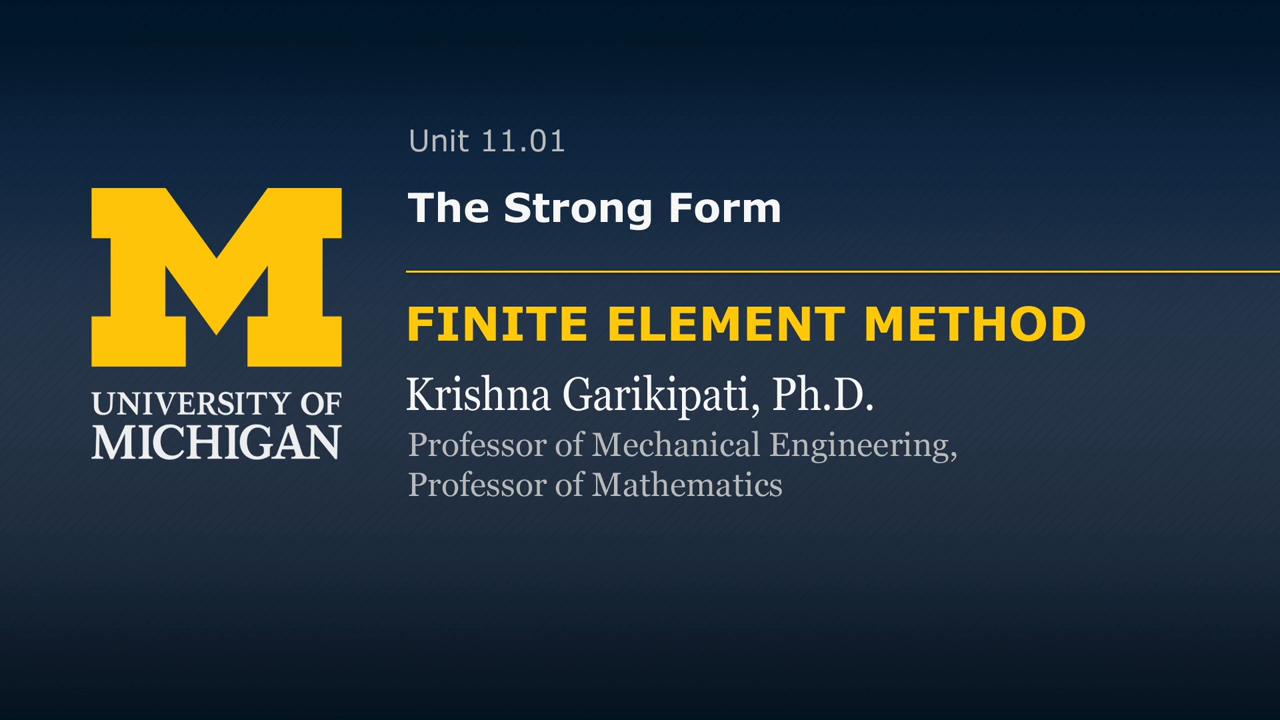 Unit 11.01
The Strong Form
FINITE ELEMENT METHOD
Krishna Garikipati, Ph.D.
Professor of Mechanical Engineering,
Professor of Mathematics
M
UNIVERSITY OF
MICHIGAN